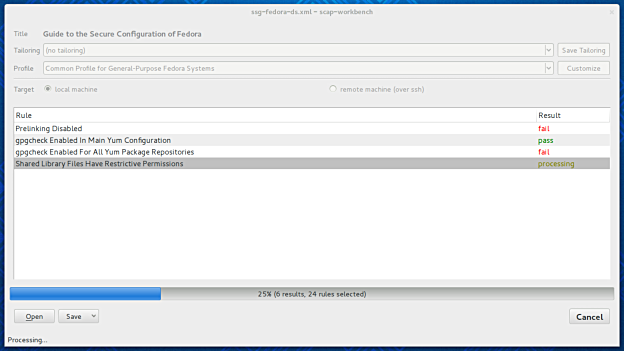 ssg-fedora-ds.xml - scap-workbench
Title Guide to the Secure Configuration of Fedora
Tailoring (no tailoring) Save Tailoring
Profile Common Profile for General-Purpose Fedora Systems Customize
Target local machine remote machine (over ssh)
Rule Result
Prelinking Disabled fail
gpgcheck Enabled In Main Yum Configuration pass
gpgcheck Enabled For All Yum Package Repositories fail
Shared Library Files Have Restrictive Permissions processing
25% (6 results, 24 rules selected)
Open Save Cancel
Processing...